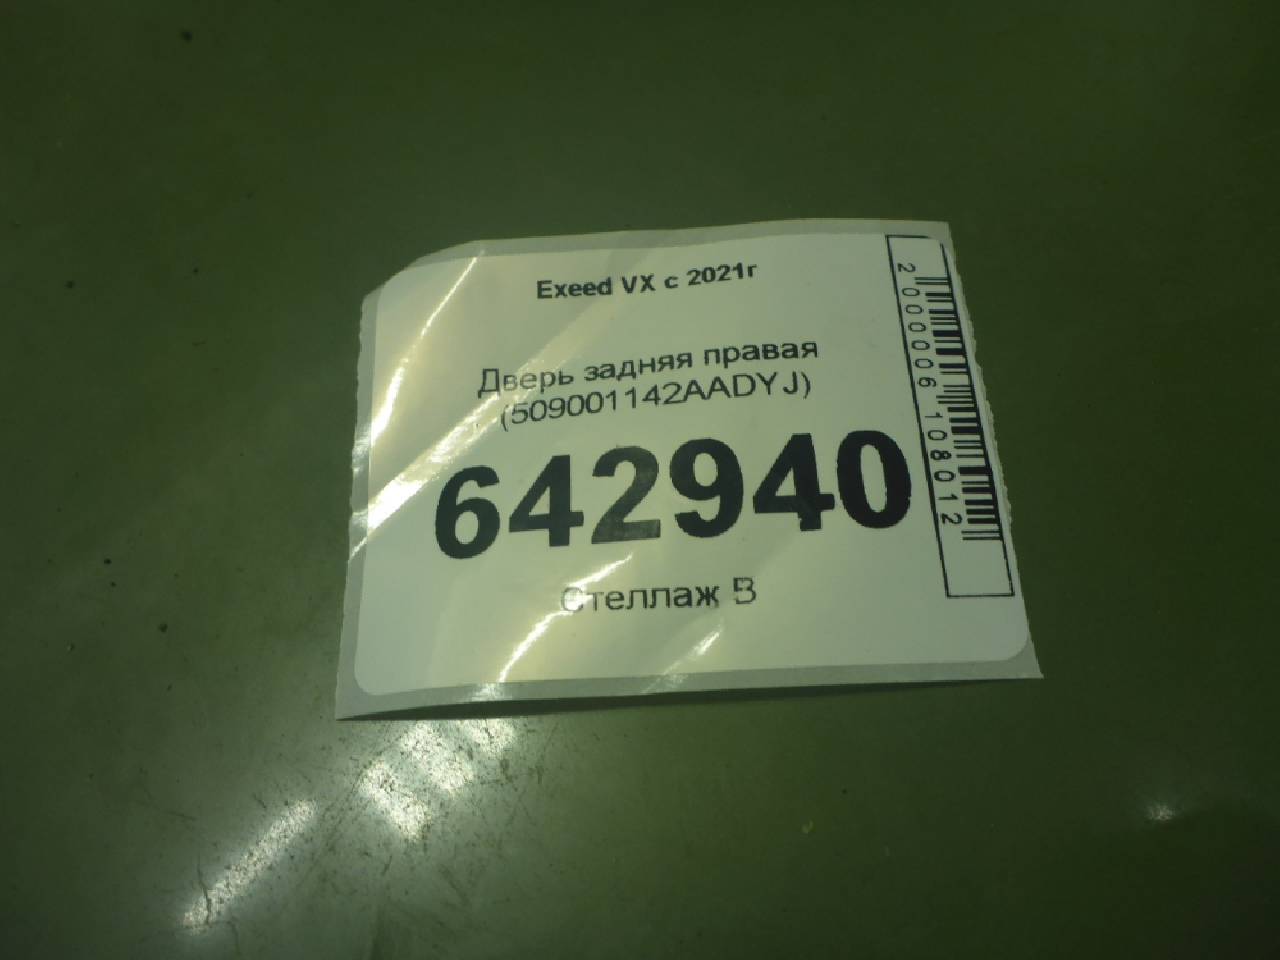 Exeed VX с 2021г
Дверь задняя правая
(509001142AADYJ)
642940
Стеллаж В
2000006108012